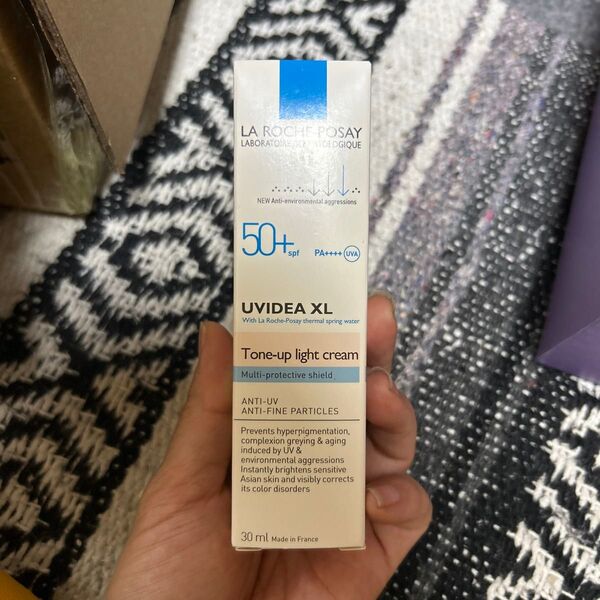 LA ROCHE-POSAY
LABORATOIRE DERMATOLOGIQUE
NEW Anti-environmental aggressions
50+ spf PA++++ UVA
UVIDEA XL
With La Roche-Posay thermal spring water
Tone-up light cream
Multi-protective shield
ANTI-UV
ANTI-FINE PARTICLES
Prevents hyperpigmentation,
complexion greying & aging
induced by UV &
environmental aggressions
Instantly brightens sensitive
Asian skin and visibly corrects
its color disorders
30 ml Made in France